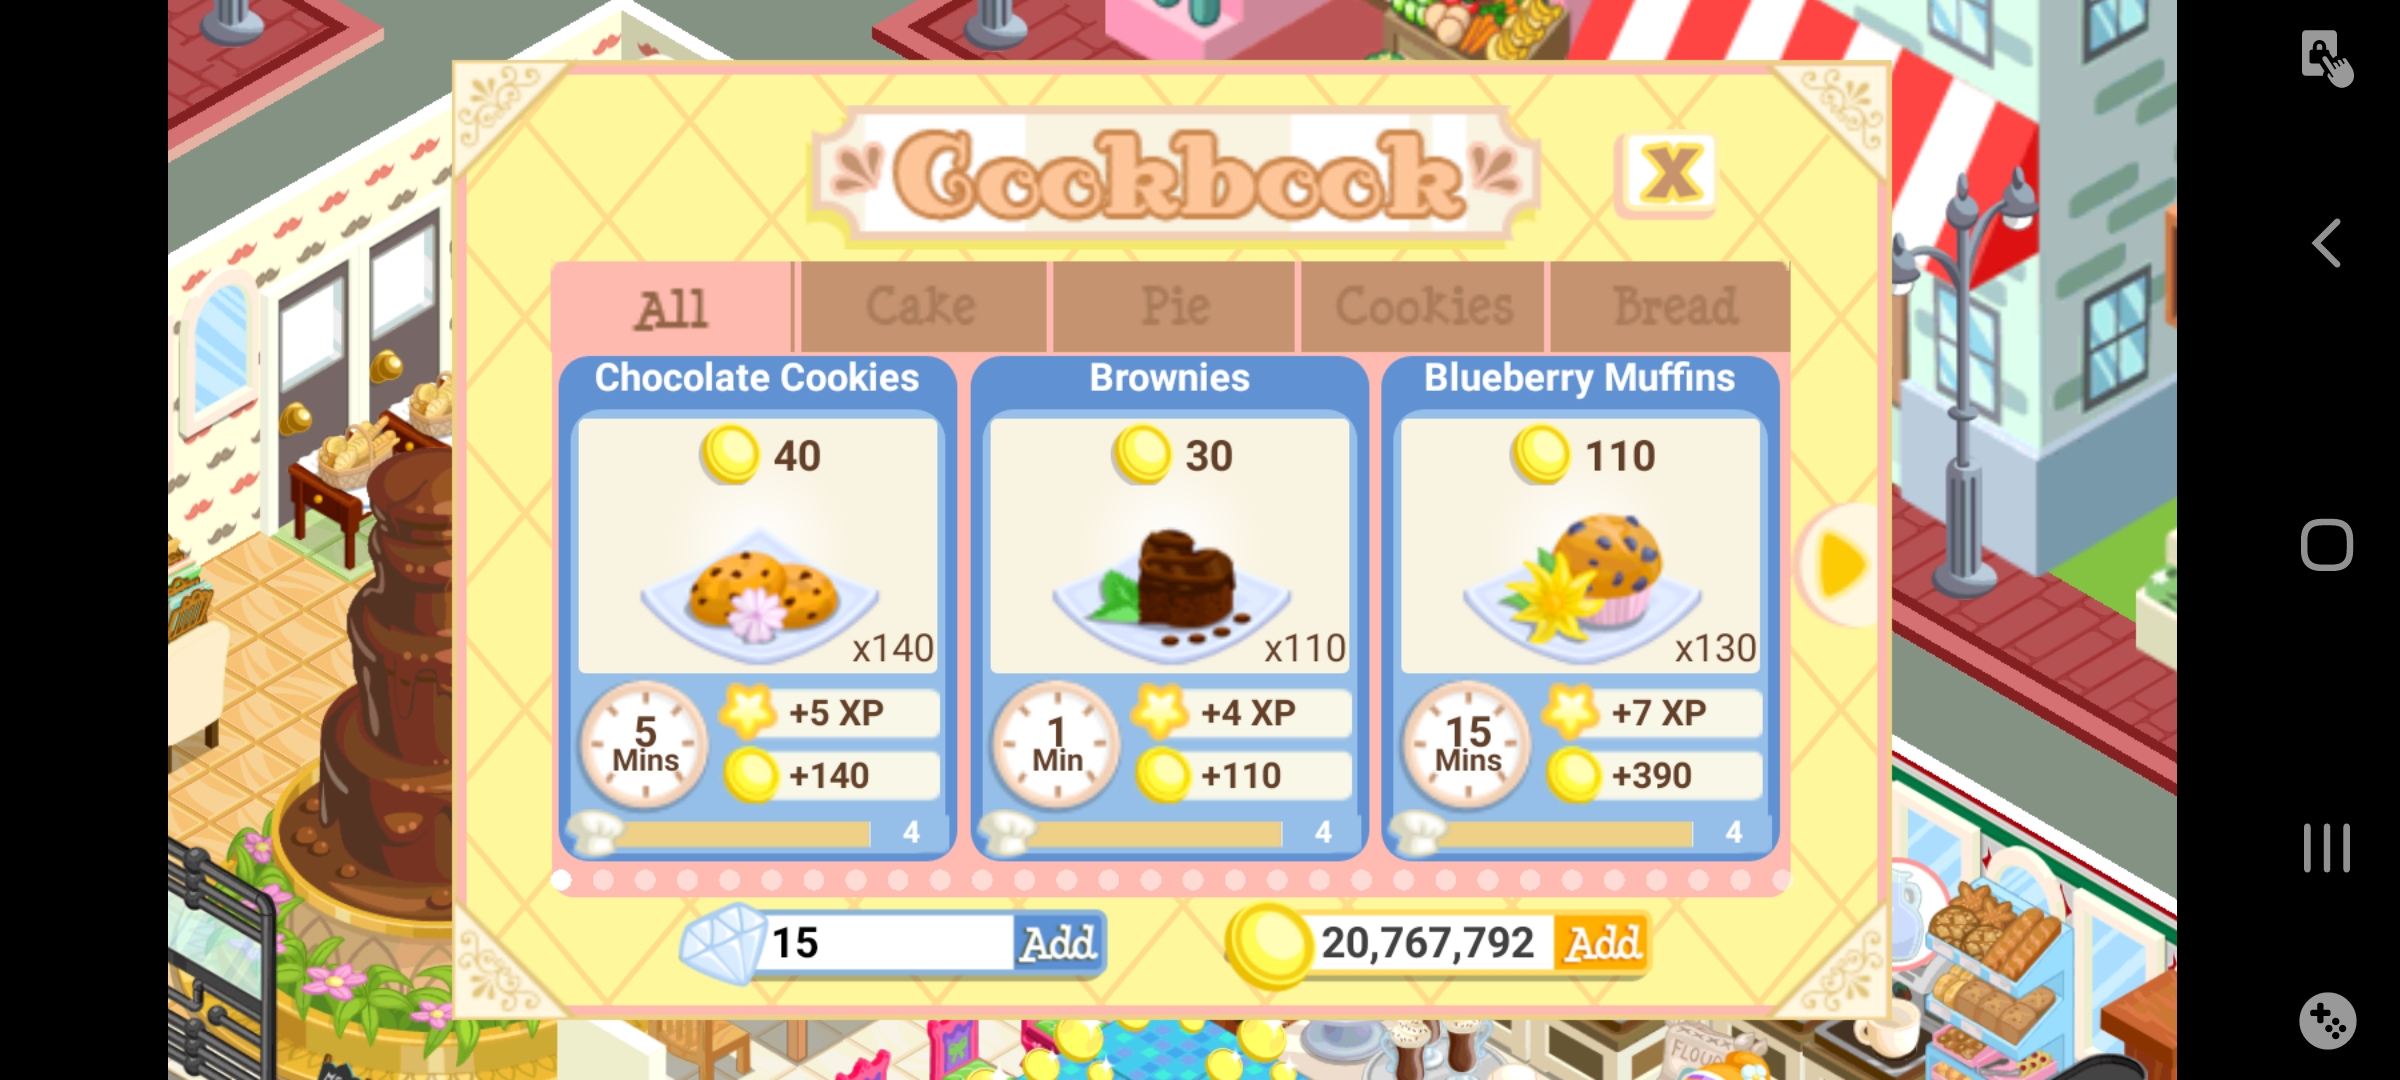 Cookbook
X
All
Cake
Pie
Cookies
Bread
Chocolate Cookies
40
x140
5
Mins
+5 XP
+140
4
Brownies
30
x110
1
Min
+4 XP
+110
4
Blueberry Muffins
110
x130
15
Mins
+7 XP
+390
4
15
Add
20,767,792
Add
FLOUR